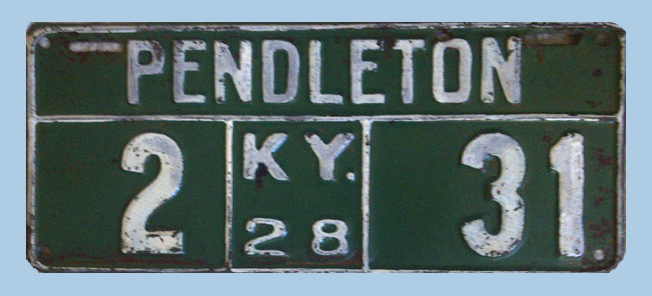 PENDLETON
2 KY. 31
28